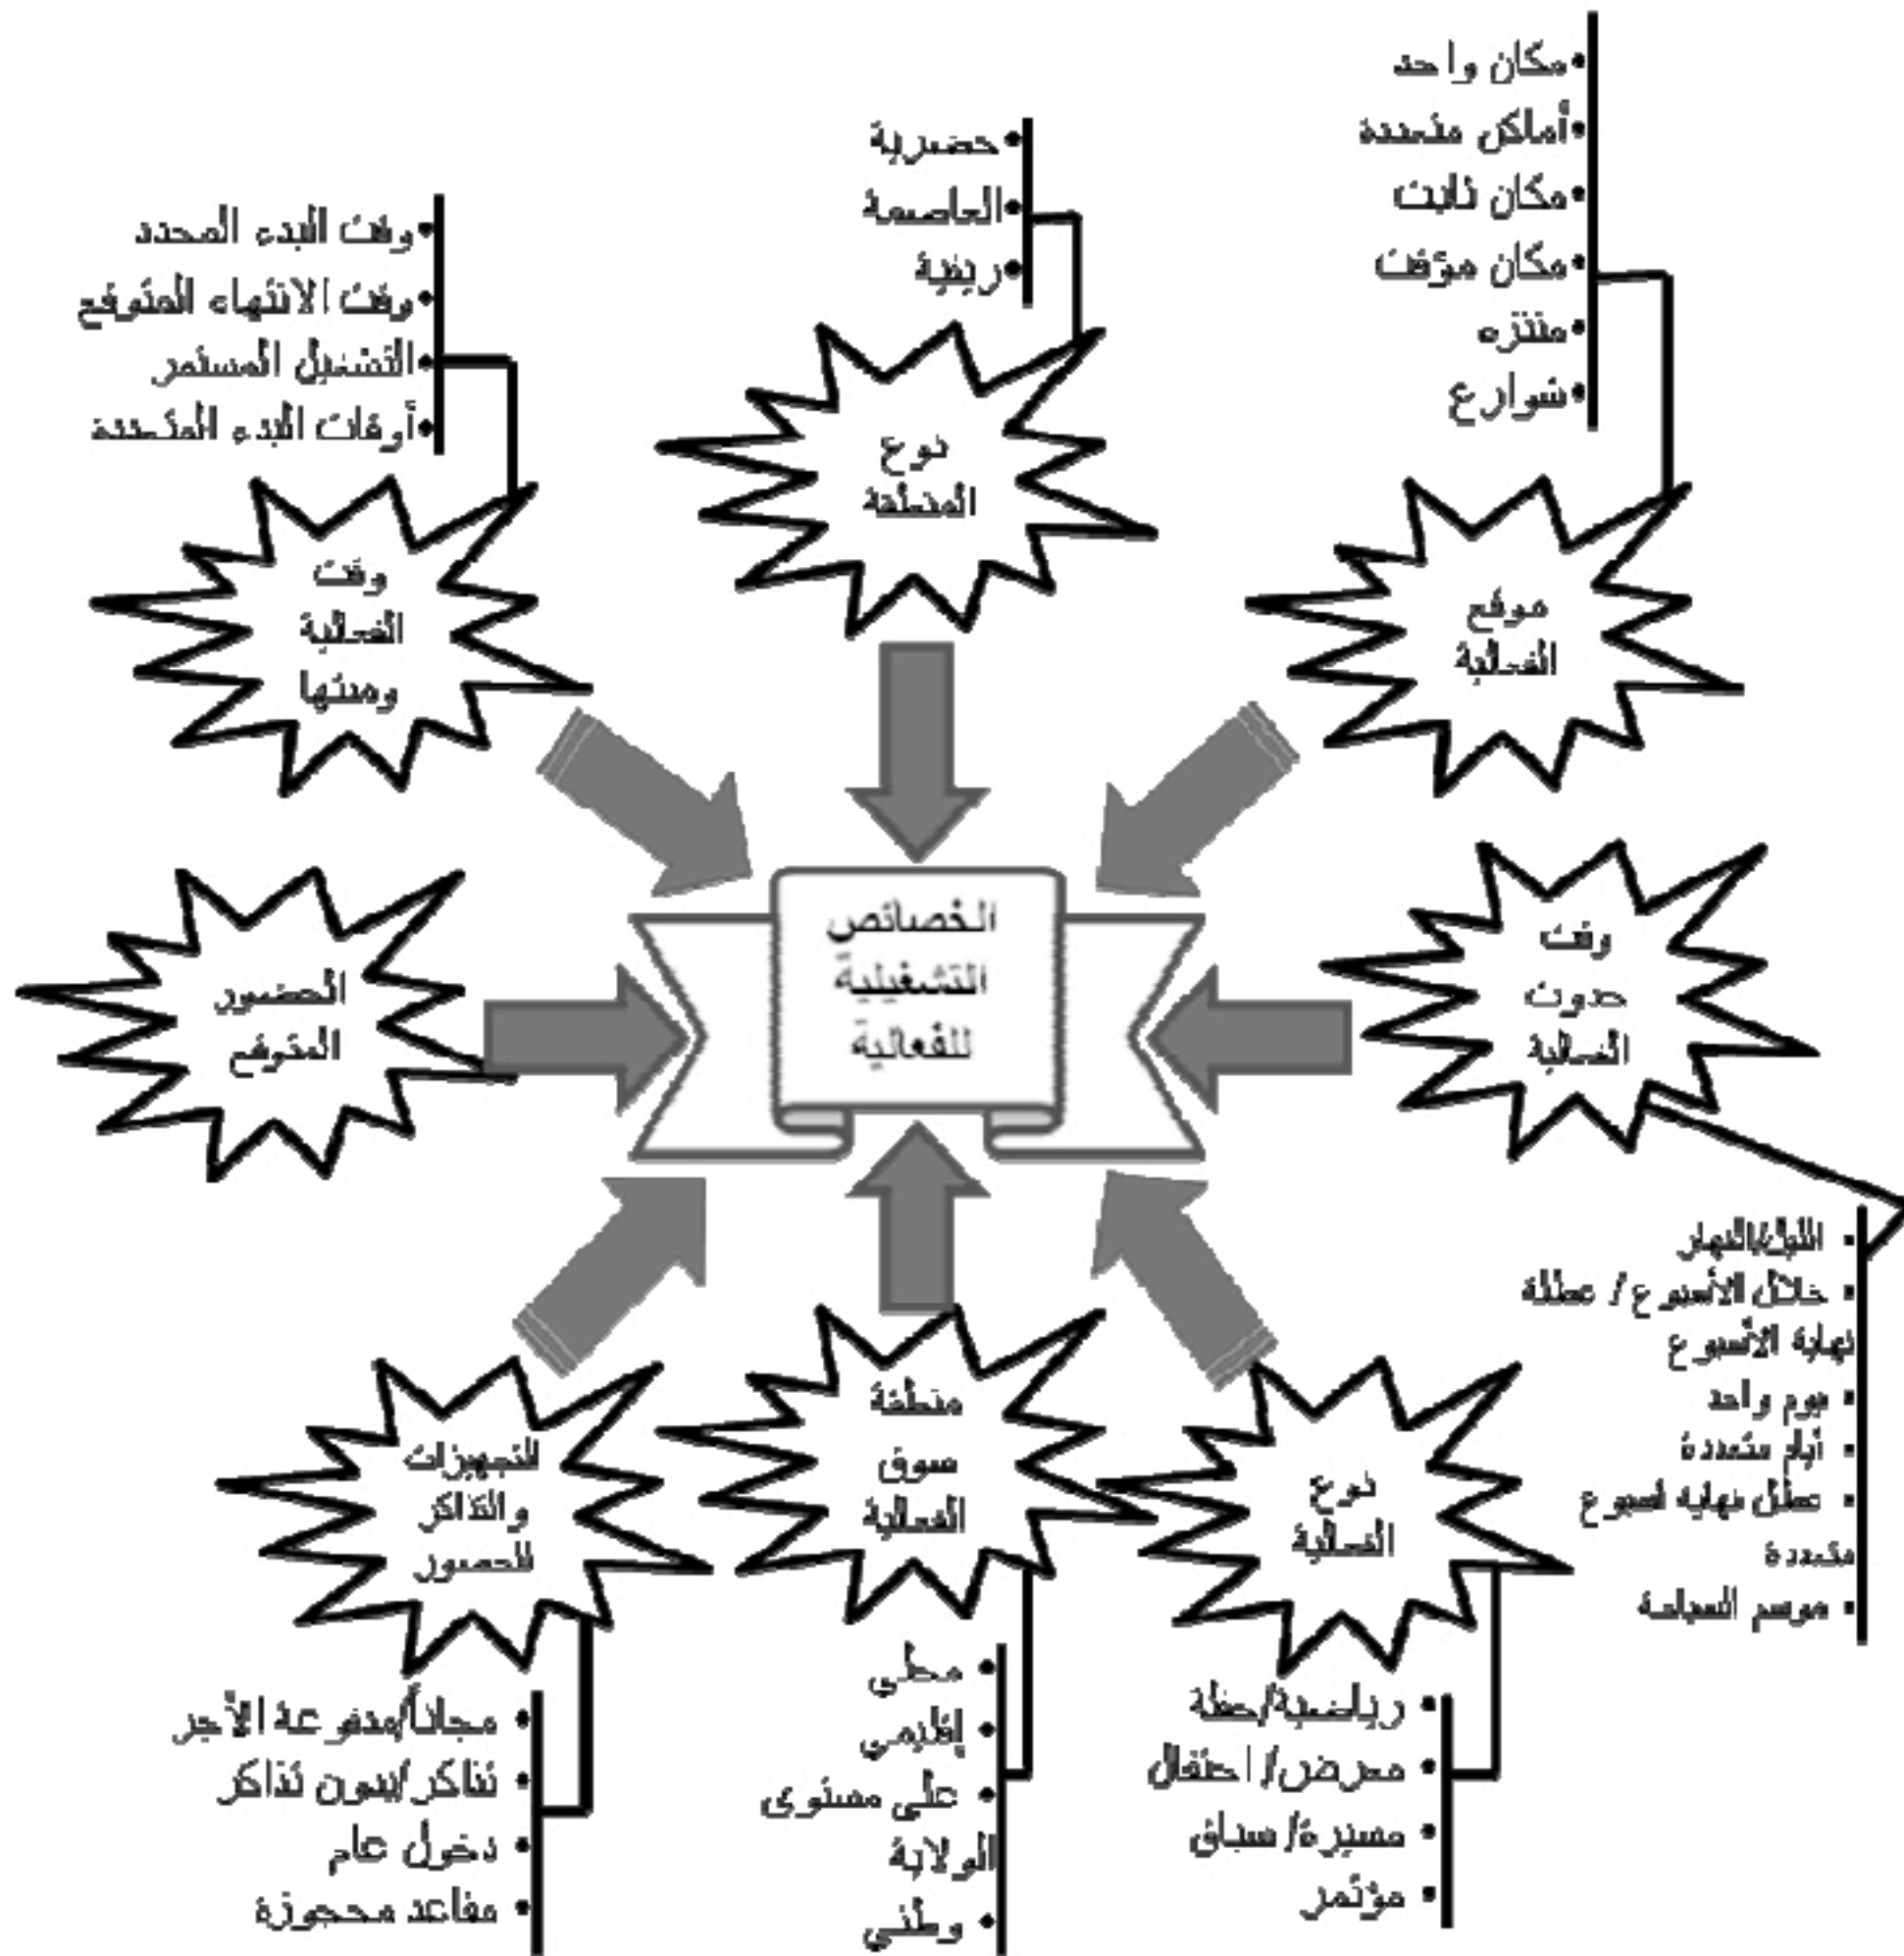 مكان واحد
أماكن متعددة
مكان ثابت
مكان مؤقت
متنزه
شوارع
موقع
الفعالية
حضرية
العاصمة
ريفية
نوع
المنطقة
وقت البدء المحدد
وقت الانتهاء المتوقع
التشغيل المستمر
أوقات البدء المتعددة
وقت
الفعالية
ومدتها
الخصائص
التشغيلية
للفعالية
وقت
حدوث
الفعالية
الليل/النهار
خلال الأسبوع/ عطلة
نهاية الأسبوع
يوم واحد
أيام متعددة
عطل نهاية أسبوع
متعددة
موسم السياحة
الحضور
المتوقع
نوع
الفعالية
رياضية/حفلة
معرض/ احتفال
مسيرة/ سباق
مؤتمر
منطقة
سوق
الفعالية
محلي
إقليمي
على مستوى
الولاية
وطني
التجهيزات
والتذاكر
للحضور
مجاناً/مدفوعة الأجر
تذاكر/بدون تذاكر
دخول عام
مقاعد محجوزة